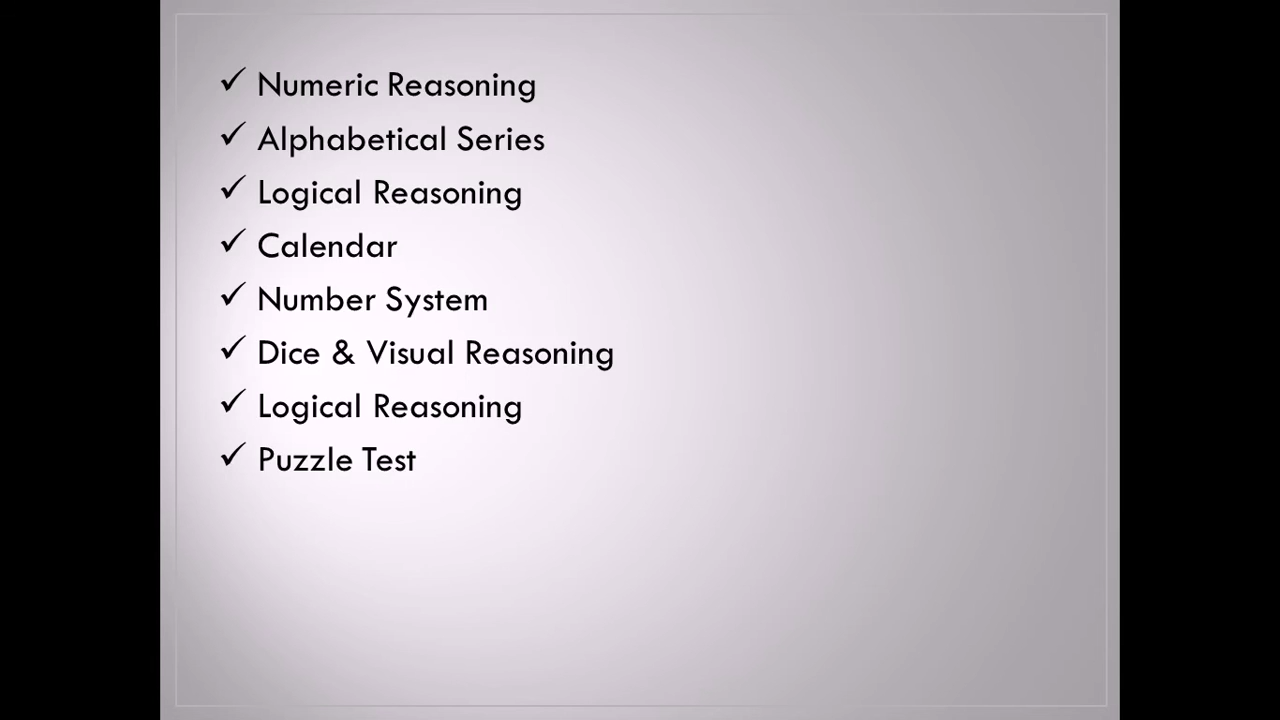 ✓ Numeric Reasoning
✓ Alphabetical Series
✓ Logical Reasoning
✓ Calendar
✓ Number System
✓ Dice & Visual Reasoning
✓ Logical Reasoning
✓ Puzzle Test